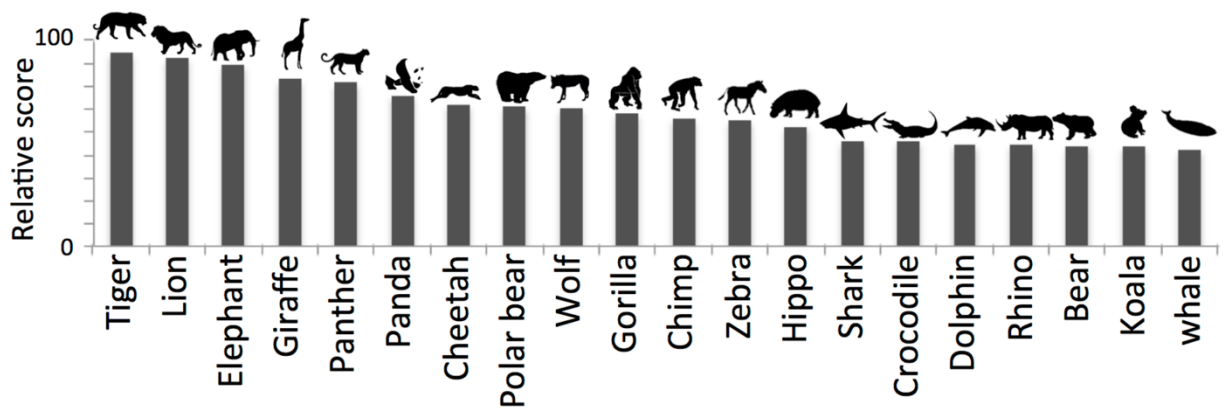 Relative score
100
0
Tiger
Lion
Elephant
Giraffe
Panther
Panda
Cheetah
Polar bear
Wolf
Gorilla
Chimp
Zebra
Hippo
Shark
Crocodile
Dolphin
Rhino
Bear
Koala
whale